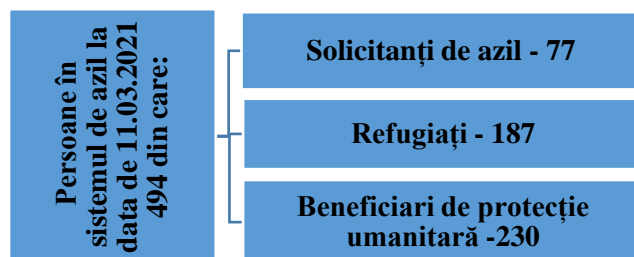 Persoane în
sistemul de azil la
data de 11.03.2021
494 din care:
Solicitanți de azil - 77
Refugiați - 187
Beneficiari de protecție
umanitară -230